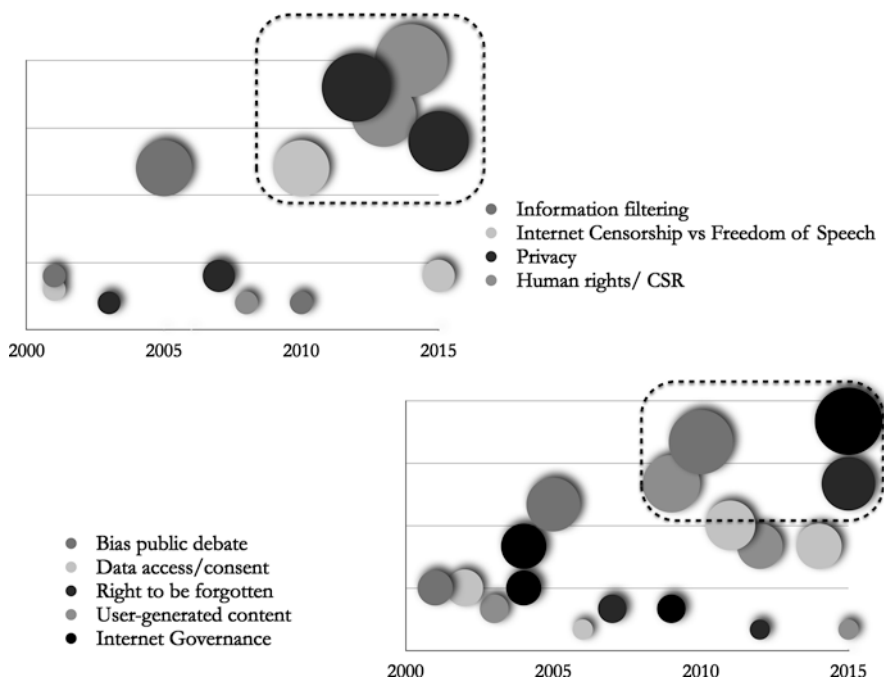 Information filtering
Internet Censorship vs Freedom of Speech
Privacy
Human rights/ CSR
2000 2005 2010 2015
Bias public debate
Data access/consent
Right to be forgotten
User-generated content
Internet Governance
2000 2005 2010 2015